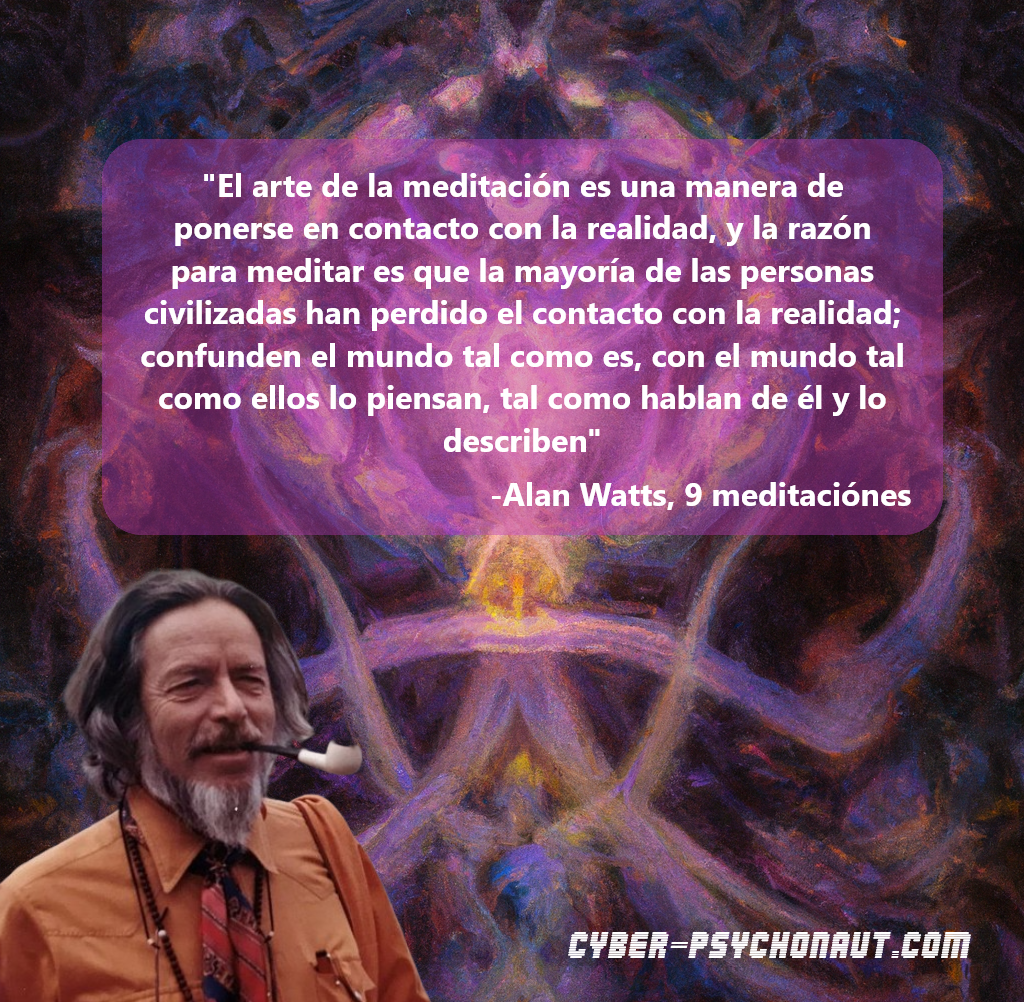 "El arte de la meditación es una manera de
ponerse en contacto con la realidad, y la razón
para meditar es que la mayoría de las personas
civilizadas han perdido el contacto con la realidad;
confunden el mundo tal como es, con el mundo tal
como ellos lo piensan, tal como hablan de él y lo
describen"
-Alan Watts, 9 meditaciónes
CYBER-PSYCHONAUT.COM